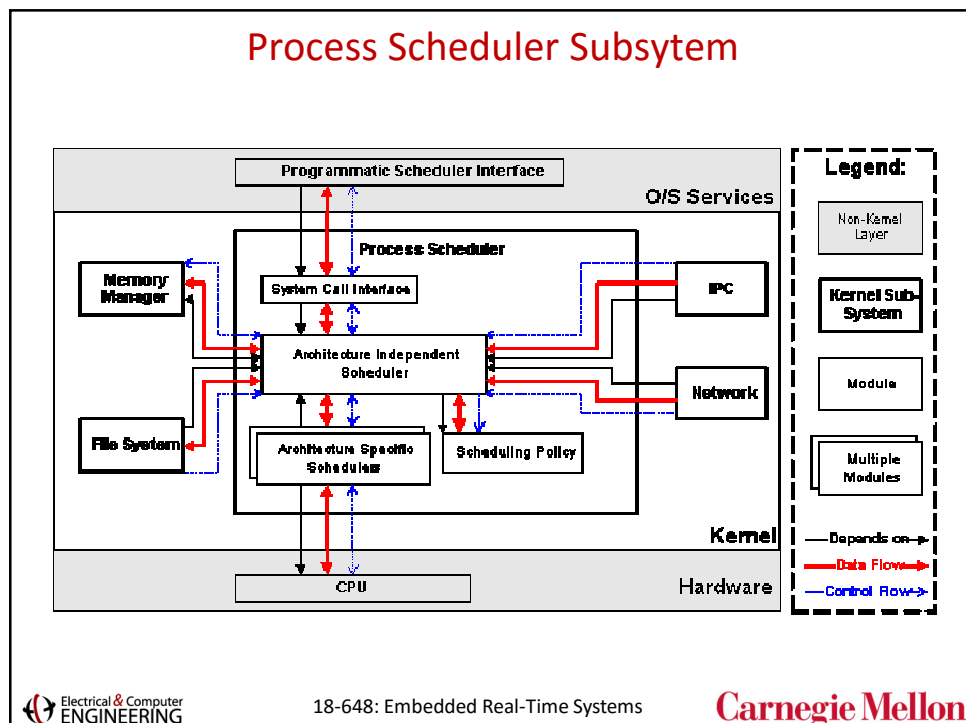 Process Scheduler Subsytem
Programmatic Scheduler Interface
O/S Services
Process Scheduler
Memory
Manager
System Call Interface
IPC
Architecture Independent
Scheduler
Network
File System
Architecture Specific
Schedulers
Scheduling Policy
Kernel
CPU
Hardware
Legend:
Non-Kernel
Layer
Kernel Sub-
System
Module
Multiple
Modules
Depends on
Data Flow
Control Flow
Electrical & Computer
ENGINEERING
18-648: Embedded Real-Time Systems
Carnegie Mellon